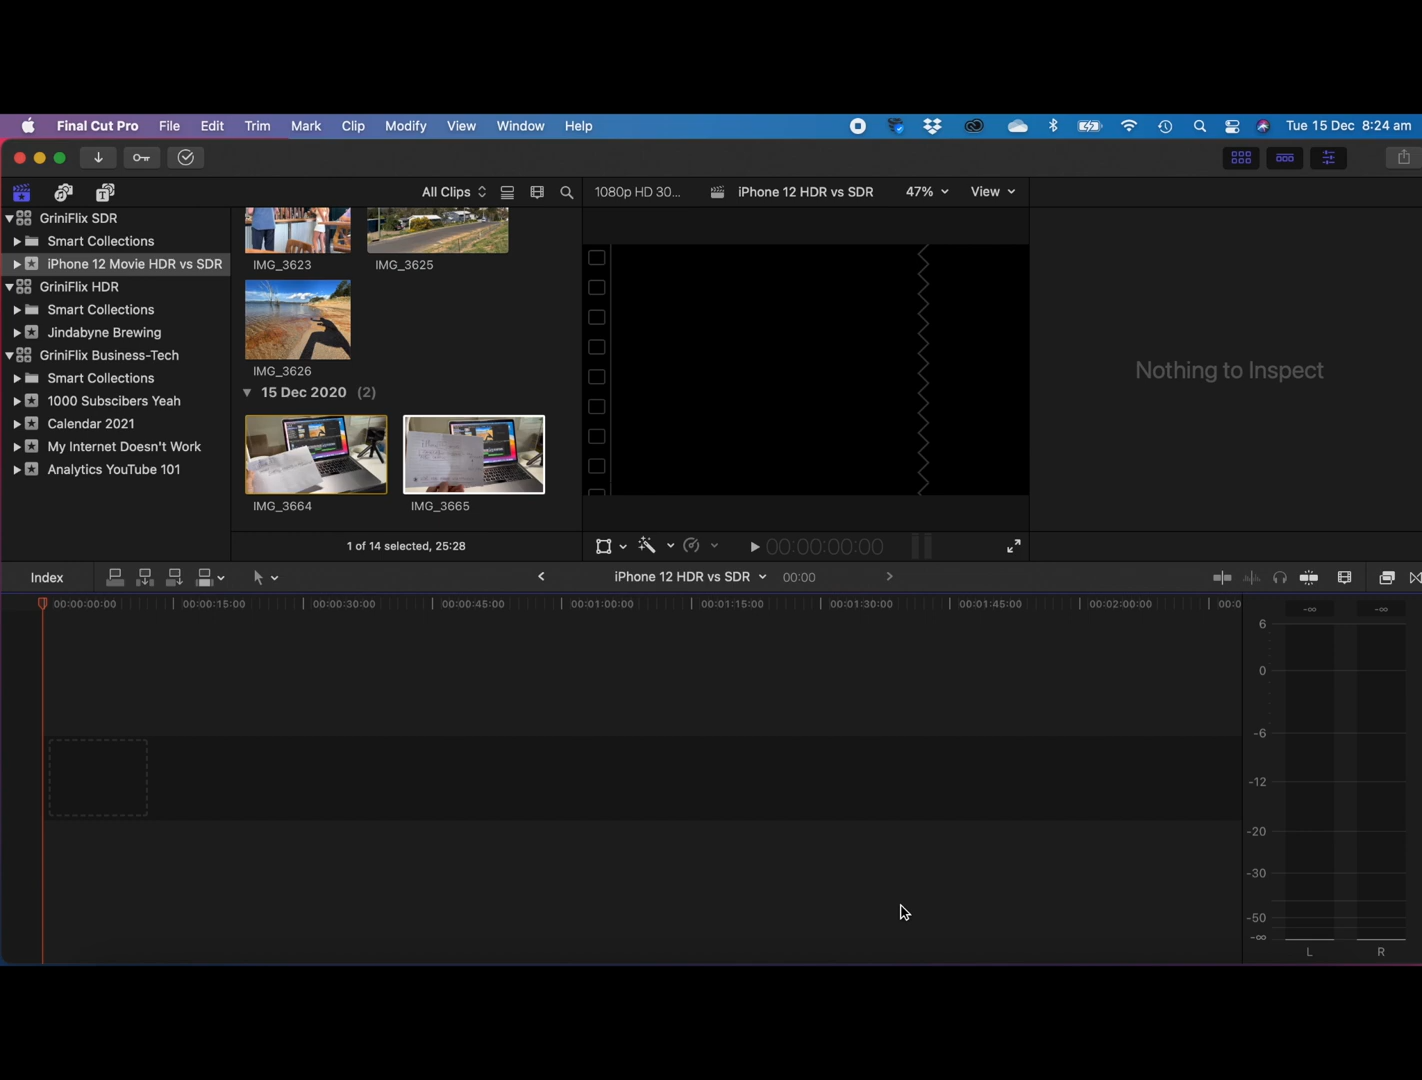 Final Cut Pro File Edit Trim Mark Clip Modify View Window Help Tue 15 Dec 8:24 am
All Clips 1080p HD 30... iPhone 12 HDR vs SDR 47% View
GriniFlix SDR
Smart Collections
iPhone 12 Movie HDR vs SDR
GriniFlix HDR
Smart Collections
Jindabyne Brewing
GriniFlix Business-Tech
Smart Collections
1000 Subscibers Yeah
Calendar 2021
My Internet Doesn't Work
Analytics YouTube 101
IMG_3623 IMG_3625
IMG_3626
15 Dec 2020 (2)
IMG_3664 IMG_3665
1 of 14 selected, 25:28
00:00:00:00
Nothing to Inspect
Index iPhone 12 HDR vs SDR 00:00
00:00:00:00 00:00:15:00 00:00:30:00 00:00:45:00 00:01:00:00 00:01:15:00 00:01:30:00 00:01:45:00 00:02:00:00 00:0
-∞ -∞
6
0
-6
-12
-20
-30
-50
-∞
L R